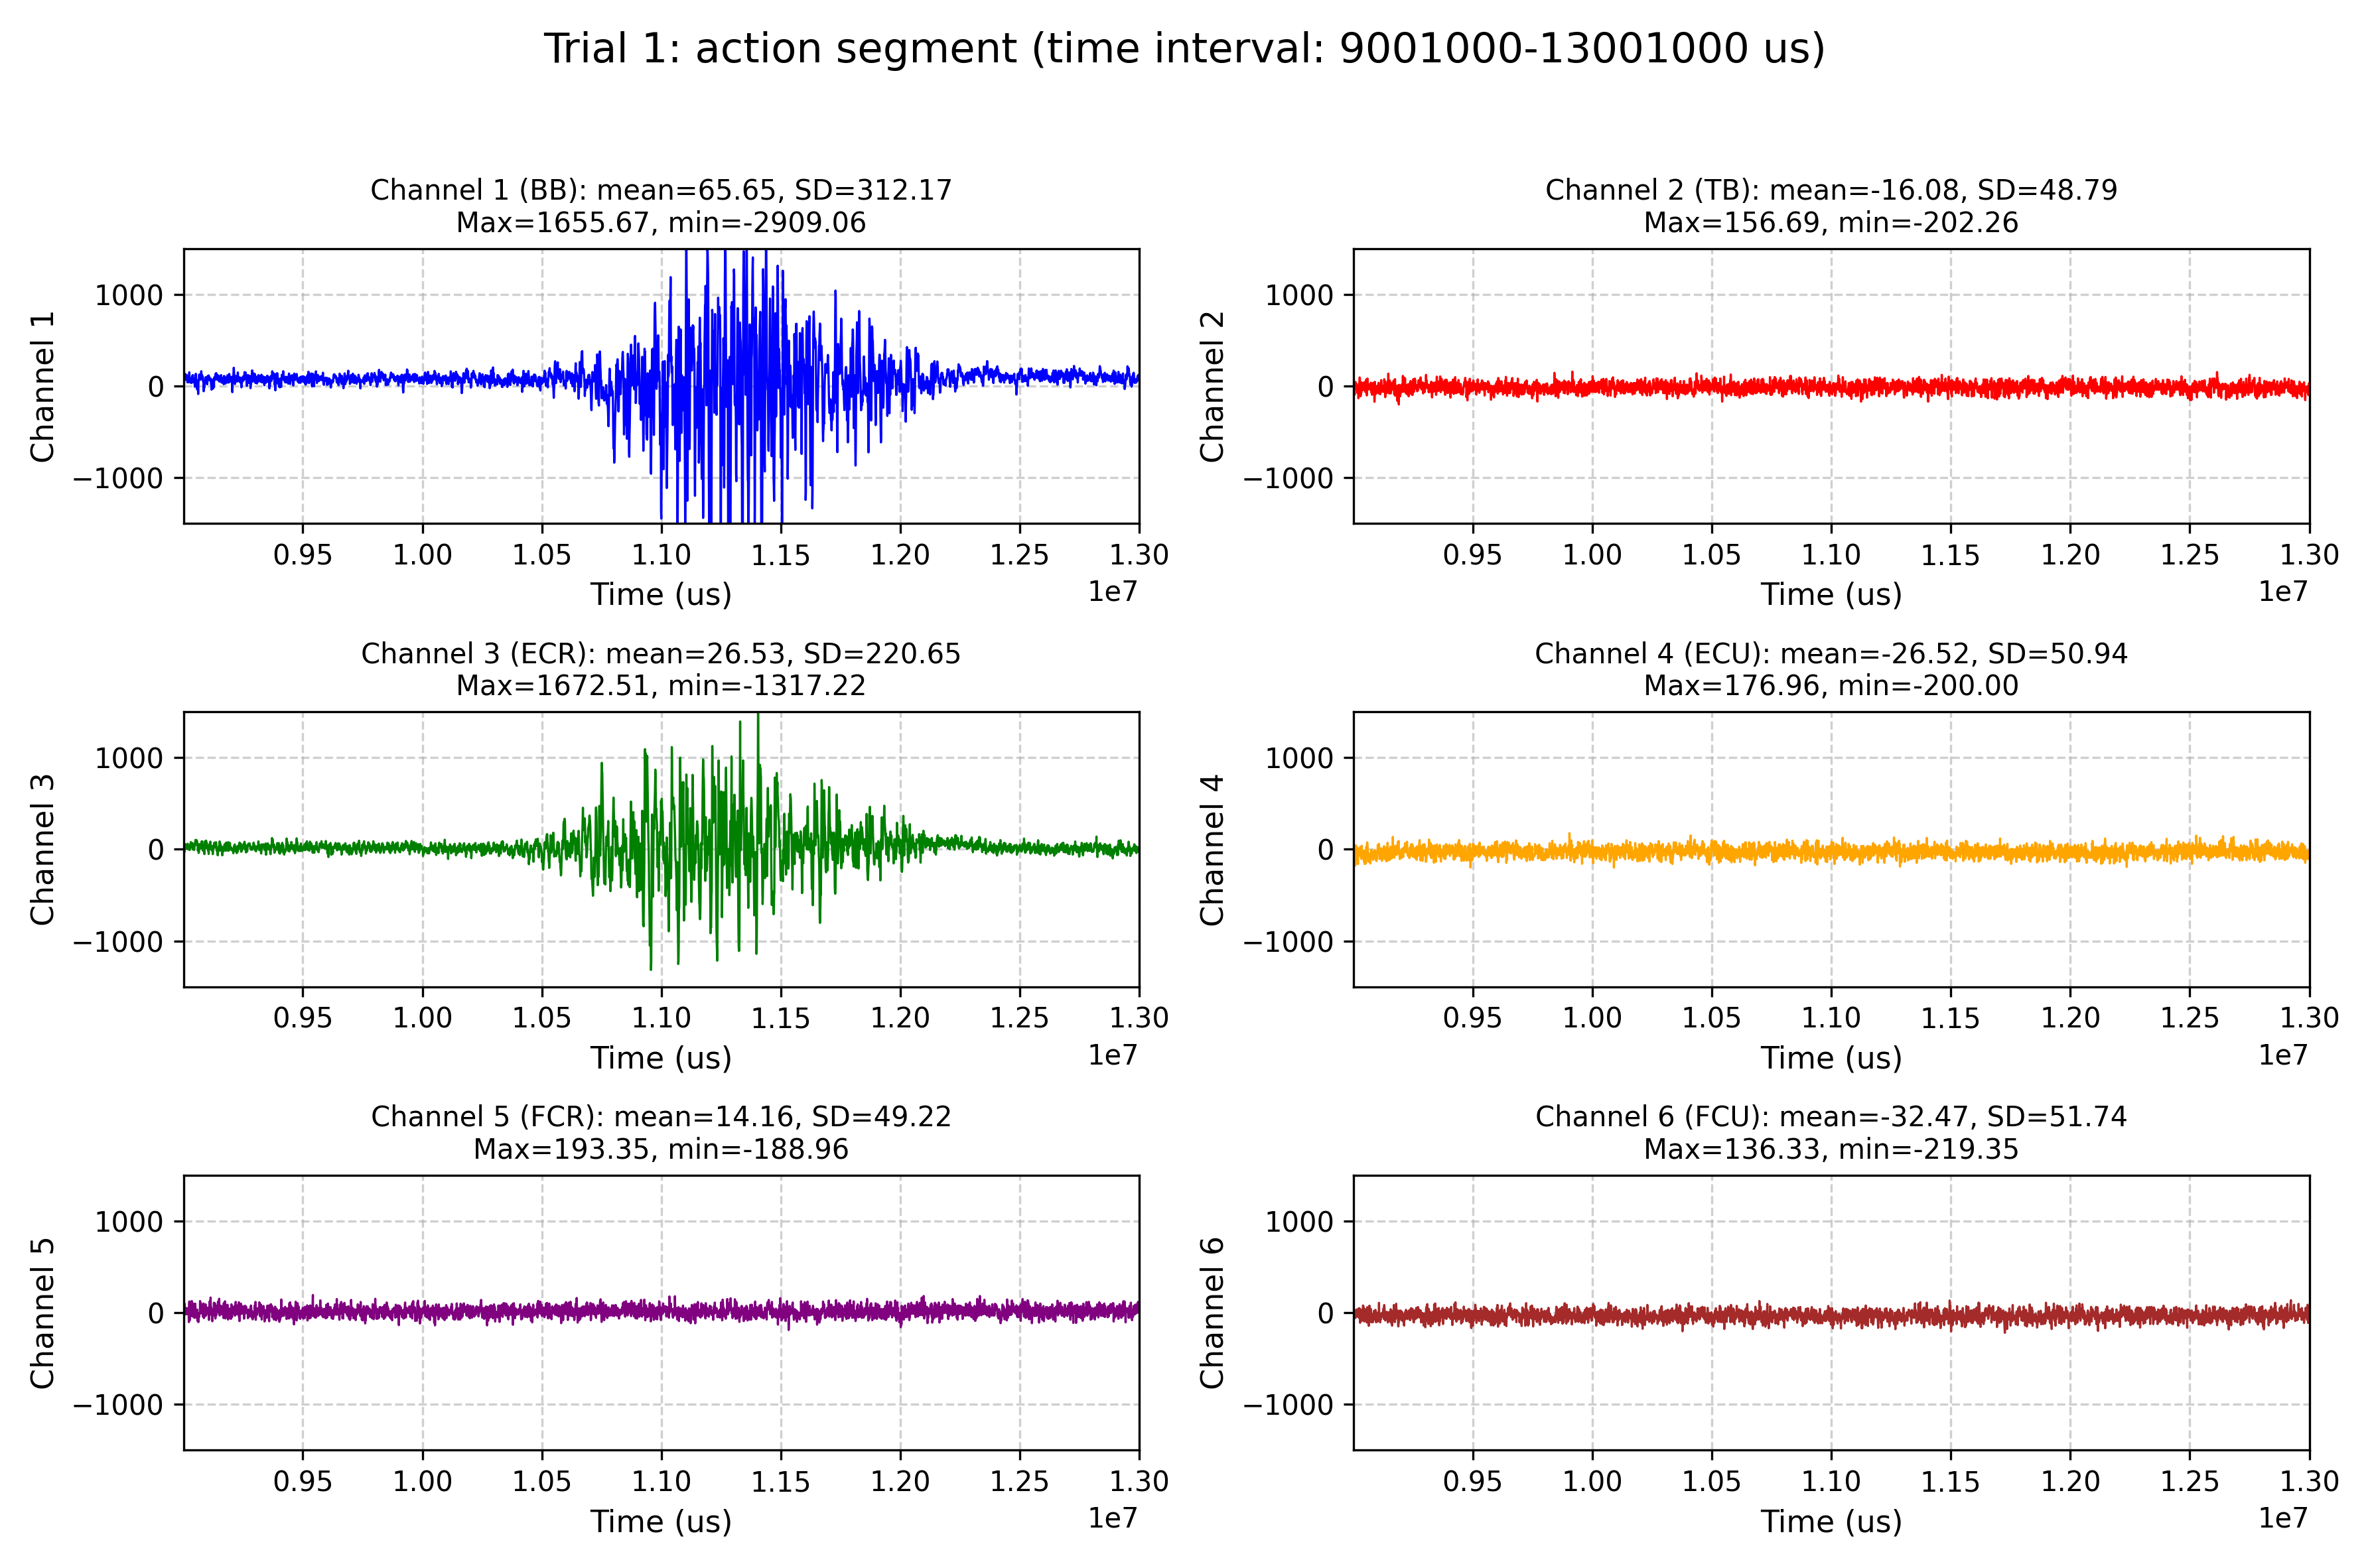 Trial 1: action segment (time interval: 9001000-13001000 us)
Channel 1 (BB): mean=65.65, SD=312.17
Max=1655.67, min=-2909.06
Channel 1
1000
0
−1000
0.95 1.00 1.05 1.10 1.15 1.20 1.25 1.30
1e7
Time (us)
Channel 2 (TB): mean=-16.08, SD=48.79
Max=156.69, min=-202.26
Channel 2
1000
0
−1000
0.95 1.00 1.05 1.10 1.15 1.20 1.25 1.30
1e7
Time (us)
Channel 3 (ECR): mean=26.53, SD=220.65
Max=1672.51, min=-1317.22
Channel 3
1000
0
−1000
0.95 1.00 1.05 1.10 1.15 1.20 1.25 1.30
1e7
Time (us)
Channel 4 (ECU): mean=-26.52, SD=50.94
Max=176.96, min=-200.00
Channel 4
1000
0
−1000
0.95 1.00 1.05 1.10 1.15 1.20 1.25 1.30
1e7
Time (us)
Channel 5 (FCR): mean=14.16, SD=49.22
Max=193.35, min=-188.96
Channel 5
1000
0
−1000
0.95 1.00 1.05 1.10 1.15 1.20 1.25 1.30
1e7
Time (us)
Channel 6 (FCU): mean=-32.47, SD=51.74
Max=136.33, min=-219.35
Channel 6
1000
0
−1000
0.95 1.00 1.05 1.10 1.15 1.20 1.25 1.30
1e7
Time (us)